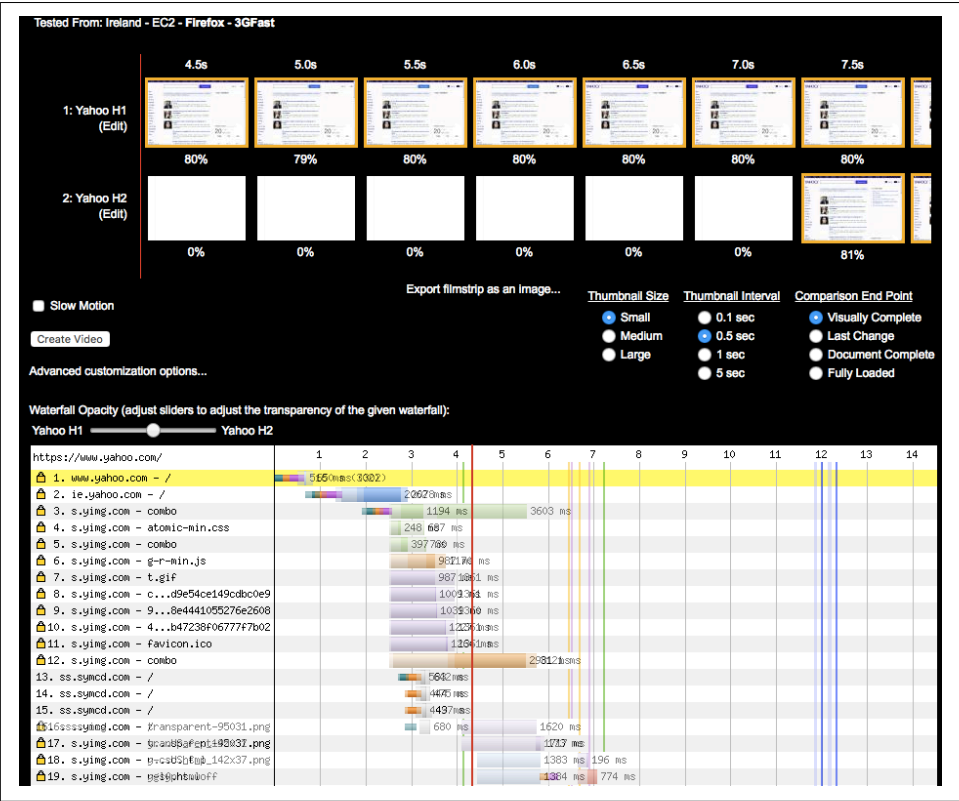 Tested From: Ireland - EC2 - Firefox - 3GFast
4.5s 5.0s 5.5s 6.0s 6.5s 7.0s 7.5s
1: Yahoo H1
(Edit)
80% 79% 80% 80% 80% 80% 80%
2: Yahoo H2
(Edit)
0% 0% 0% 0% 0% 0% 81%
Export filmstrip as an image...
Slow Motion
Create Video
Advanced customization options...
Thumbnail Size
Small
Medium
Large
Thumbnail Interval
0.1 sec
0.5 sec
1 sec
5 sec
Comparison End Point
Visually Complete
Last Change
Document Complete
Fully Loaded
Waterfall Opacity (adjust sliders to adjust the transparency of the given waterfall):
Yahoo H1 Yahoo H2
https://www.yahoo.com/ 1 2 3 4 5 6 7 8 9 10 11 12 13 14
1. www.yahoo.com - / (302)
2. ie.yahoo.com - /
3. s.yimg.com - combo 1194 ms 3603 ms
4. s.yimg.com - atomic-min.css 248 ms
5. s.yimg.com - combo 397 ms
6. s.yimg.com - g-r-min.js
7. s.yimg.com - t.gif 987 ms
8. s.yimg.com - c...d9e54ce149cdbc0e9
9. s.yimg.com - 9...8e4441055276e2608
10. s.yimg.com - 4...b47238f06777f7b02
11. s.yimg.com - favicon.ico
12. s.yimg.com - combo
13. ss.symcd.com - /
14. ss.symcd.com - /
15. ss.symcd.com - /
680 ms 1620 ms
17. s.yimg.com -
18. s.yimg.com - 1383 ms 196 ms
19. s.yimg.com - 1384 ms 774 ms